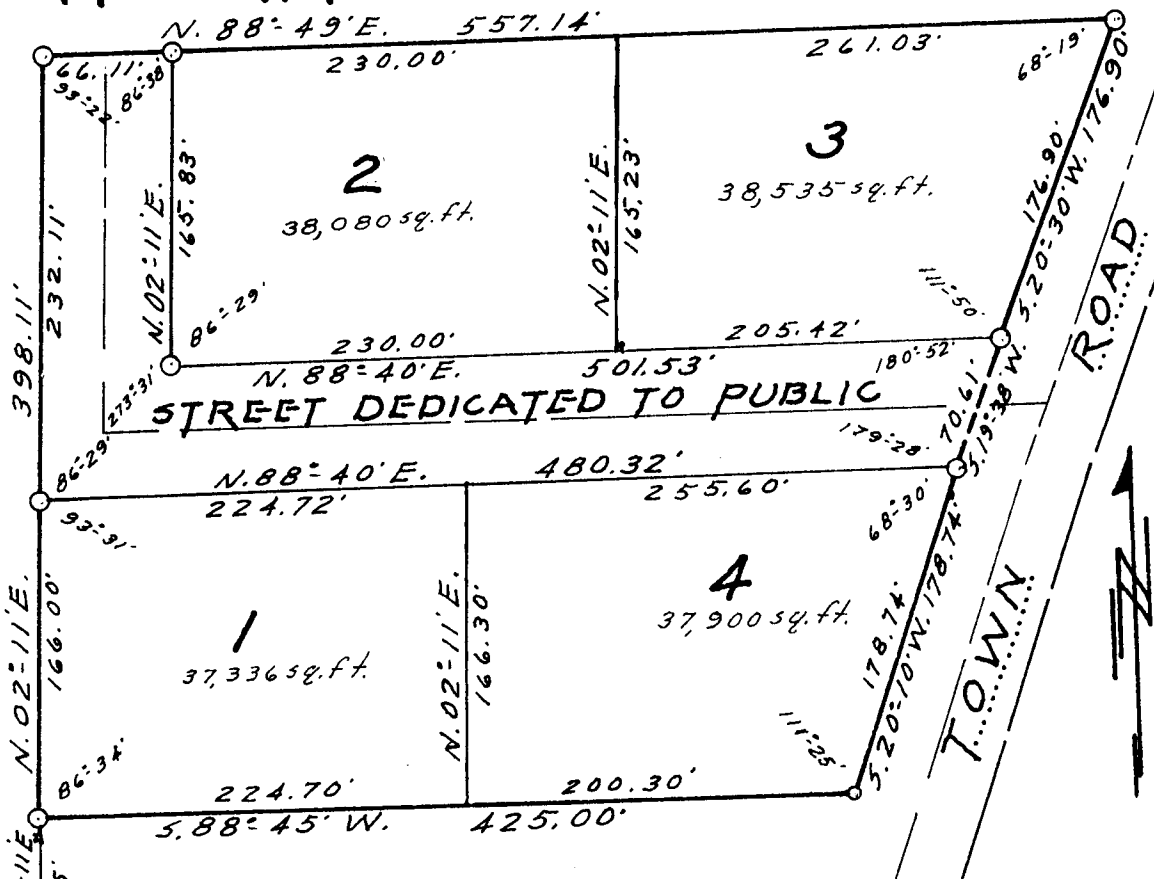 N. 88°-49'E. 557.14'
66.11'
230.00'
261.03'
93°-22'
86°-38'
68°-19'
N.02°-11'E.
165.83'
2
38,080 sq.ft.
N.02°-11'E.
165.23'
3
38,535 sq.ft.
176.90'
S.20°-30'W. 176.90'
398.11'
232.11'
86°-29'
111°-50'
230.00'
205.42'
180°-52'
N. 88°-40'E. 501.53'
273°-31'
STREET DEDICATED TO PUBLIC
70.61'
S.19°-38'W.
TOWN ROAD
86°-29'
179°-28'
N.88°-40'E. 480.32'
224.72'
255.60'
93°-31'
68°-30'
N.02°-11'E.
166.00'
1
37,336 sq.ft.
N.02°-11'E.
166.30'
4
37,900 sq.ft.
178.74'
S.20°-10'W. 178.74'
86°-34'
111°-25'
224.70'
200.30'
S.88°-45'W. 425.00'
N
-11'E
5'